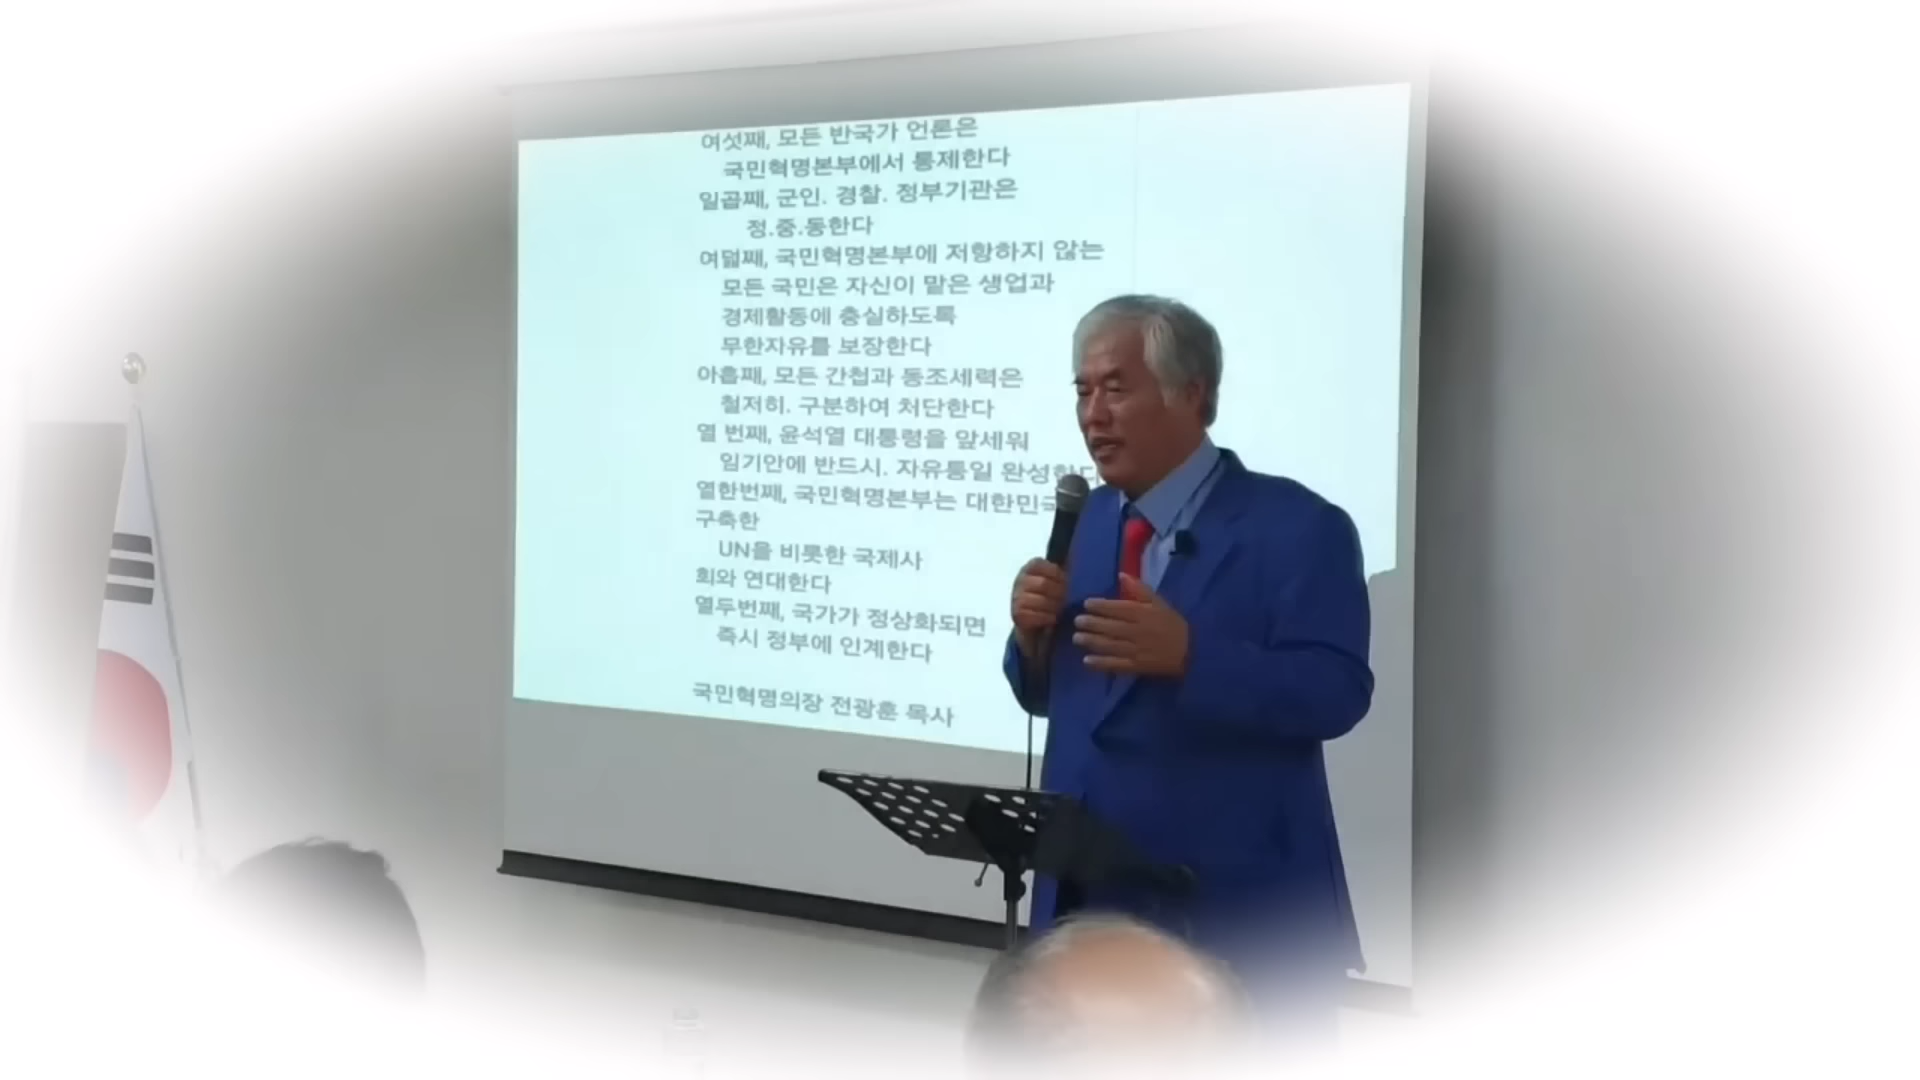 여섯째, 모든 반국가 언론은
국민혁명본부에서 통제한다
일곱째, 군인. 경찰. 정부기관은
정.중.동한다
여덟째, 국민혁명본부에 저항하지 않는
모든 국민은 자신이 맡은 생업과
경제활동에 충실하도록
무한자유를 보장한다
아홉째, 모든 간첩과 동조세력은
철저히. 구분하여 처단한다
열 번째, 윤석열 대통령을 앞세워
임기안에 반드시. 자유통일 완성한다
열한번째, 국민혁명본부는 대한민국
구축한
UN을 비롯한 국제사
회와 연대한다
열두번째, 국가가 정상화되면
즉시 정부에 인계한다
국민혁명의장 전광훈 목사